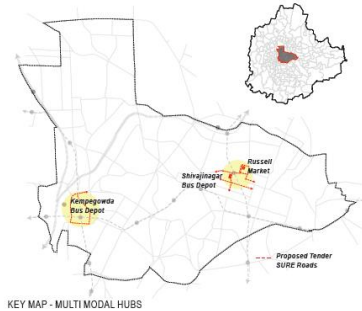 Russell
Market
Shivajinagar
Bus Depot
Kempegowda
Bus Depot
Proposed Tender
SURE Roads
KEY MAP - MULTI MODAL HUBS